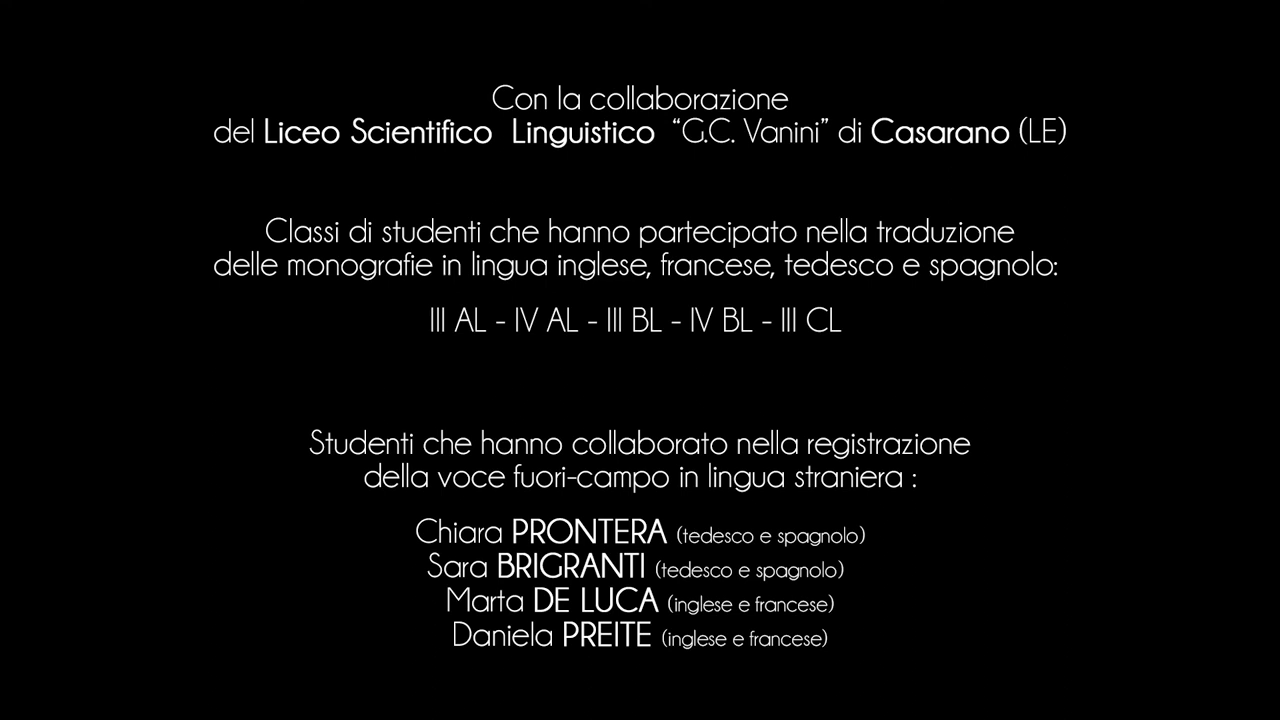 Con la collaborazione
del Liceo Scientifico Linguistico “G.C. Vanini” di Casarano (LE)
Classi di studenti che hanno partecipato nella traduzione
delle monografie in lingua inglese, francese, tedesco e spagnolo:
III AL - IV AL - III BL - IV BL - III CL
Studenti che hanno collaborato nella registrazione
della voce fuori-campo in lingua straniera :
Chiara PRONTERA (tedesco e spagnolo)
Sara BRIGRANTI (tedesco e spagnolo)
Marta DE LUCA (inglese e francese)
Daniela PREITE (inglese e francese)